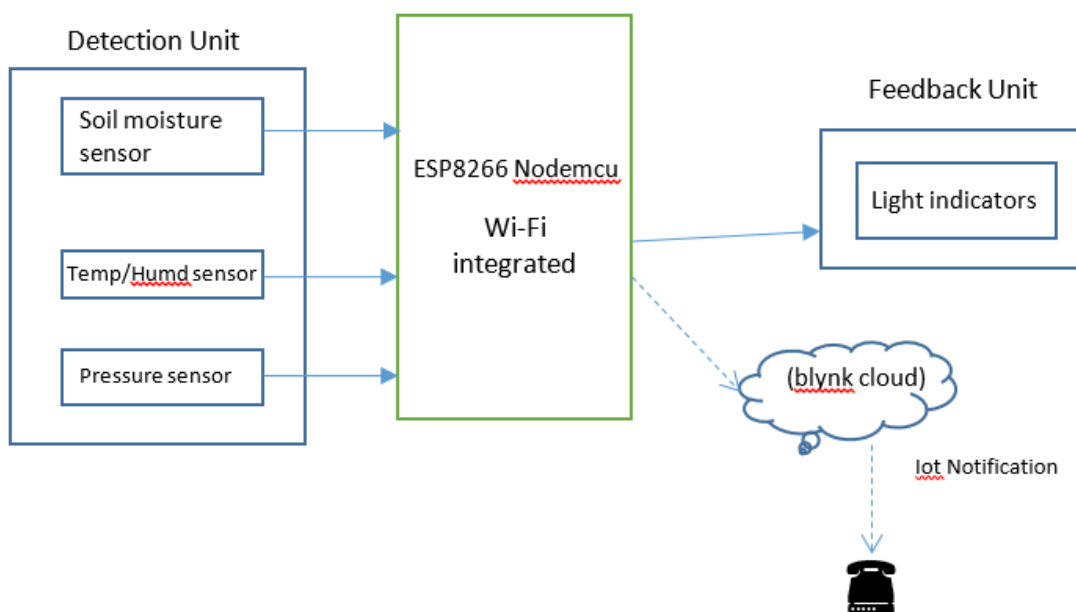 Detection Unit
Soil moisture
sensor
Temp/Humd sensor
Pressure sensor
ESP8266 Nodemcu
Wi-Fi
integrated
Feedback Unit
Light indicators
(blynk cloud)
Iot Notification